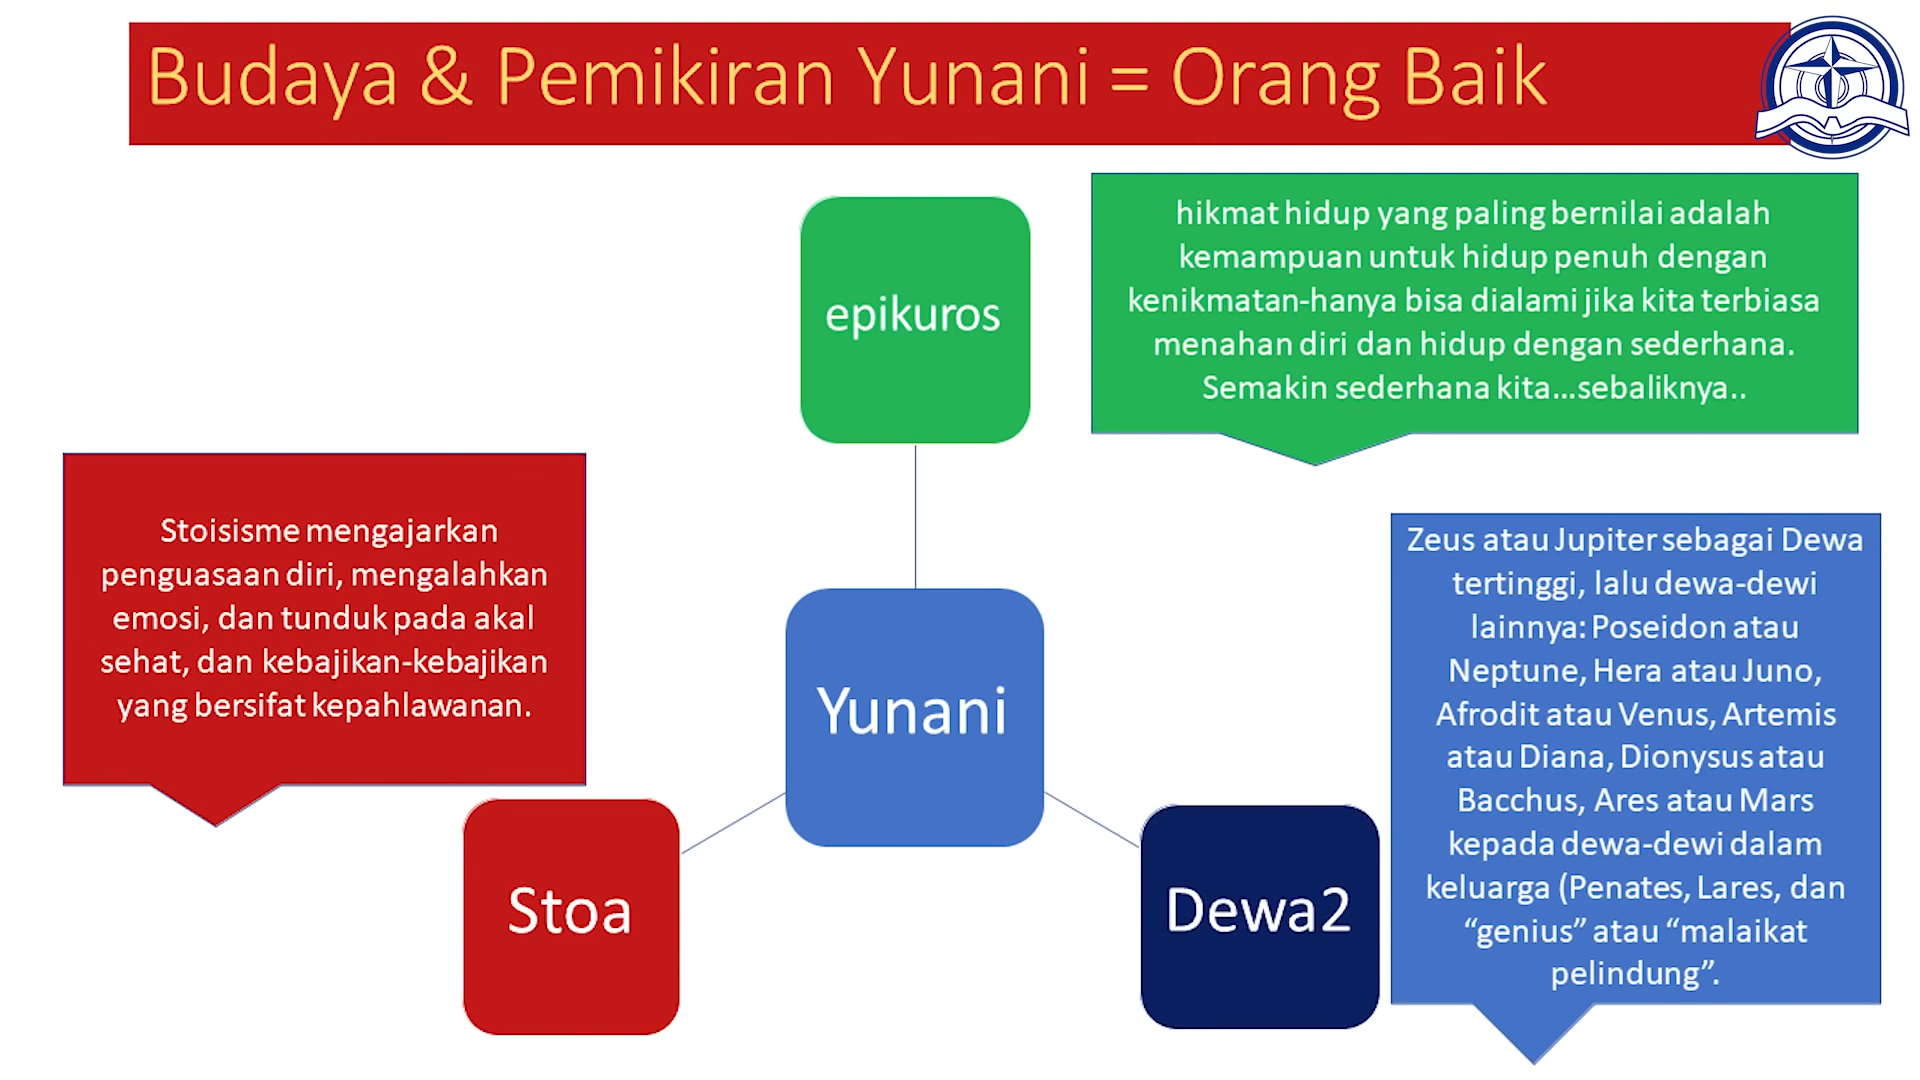 Budaya & Pemikiran Yunani = Orang Baik
epikuros
hikmat hidup yang paling bernilai adalah
kemampuan untuk hidup penuh dengan
kenikmatan-hanya bisa dialami jika kita terbiasa
menahan diri dan hidup dengan sederhana.
Semakin sederhana kita...sebaliknya..
Stoisisme mengajarkan
penguasaan diri, mengalahkan
emosi, dan tunduk pada akal
sehat, dan kebajikan-kebajikan
yang bersifat kepahlawanan.
Yunani
Zeus atau Jupiter sebagai Dewa
tertinggi, lalu dewa-dewi
lainnya: Poseidon atau
Neptune, Hera atau Juno,
Afrodit atau Venus, Artemis
atau Diana, Dionysus atau
Bacchus, Ares atau Mars
kepada dewa-dewi dalam
keluarga (Penates, Lares, dan
“genius” atau “malaikat
pelindung”.
Stoa
Dewa2